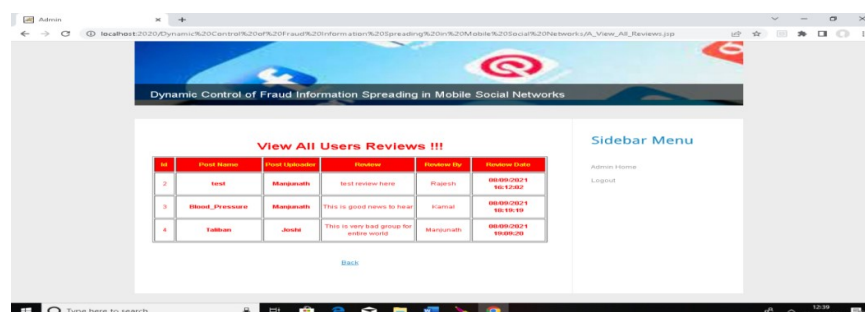 Admin
localhost:2020/Dynamic%20Control%20of%20Fraud%20Information%20Spreading%20in%20Mobile%20Social%20Networks/A_View_All_Reviews.jsp
Dynamic Control of Fraud Information Spreading in Mobile Social Networks
View All Users Reviews !!!
Id Post Name Post Uploader Review Review By Review Date
2 test Manjunath test review here Rajesh 08/09/2021
16:12:02
3 Blood_Pressure Manjunath This is good news to hear Kamal 08/09/2021
18:19:19
4 Taliban Joshi This is very bad group for
entire world Manjunath 08/09/2021
19:09:20
Back
Sidebar Menu
Admin Home
Logout
Type here to search
12:39